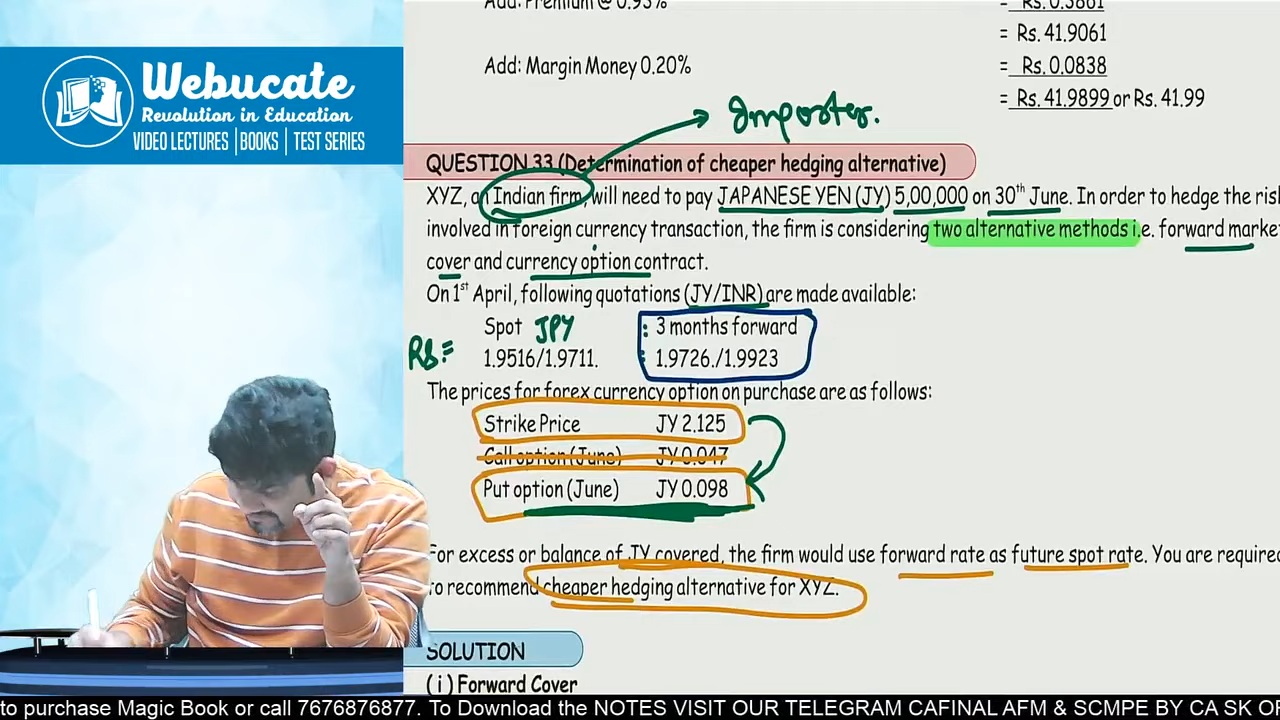 Add: Premium @ 0.93% = Rs. 0.3861
= Rs. 41.9061
Add: Margin Money 0.20% = Rs. 0.0838
= Rs. 41.9899 or Rs. 41.99
Webucate
Revolution in Education
VIDEO LECTURES | BOOKS | TEST SERIES
Importer.
QUESTION 33 (Determination of cheaper hedging alternative)
XYZ, an Indian firm, will need to pay JAPANESE YEN (JY) 5,00,000 on 30th June. In order to hedge the risk
involved in foreign currency transaction, the firm is considering two alternative methods i.e. forward market
cover and currency option contract.
On 1st April, following quotations (JY/INR) are made available:
Spot JPY : 3 months forward
RS = 1.9516/1.9711. : 1.9726./1.9923
The prices for forex currency option on purchase are as follows:
Strike Price JY 2.125
Call option (June) JY 0.047
Put option (June) JY 0.098
For excess or balance of JY covered, the firm would use forward rate as future spot rate. You are required
to recommend cheaper hedging alternative for XYZ.
SOLUTION
(i) Forward Cover
to purchase Magic Book or call 7676876877. To Download the NOTES VISIT OUR TELEGRAM CAFINAL AFM & SCMPE BY CA SK OR